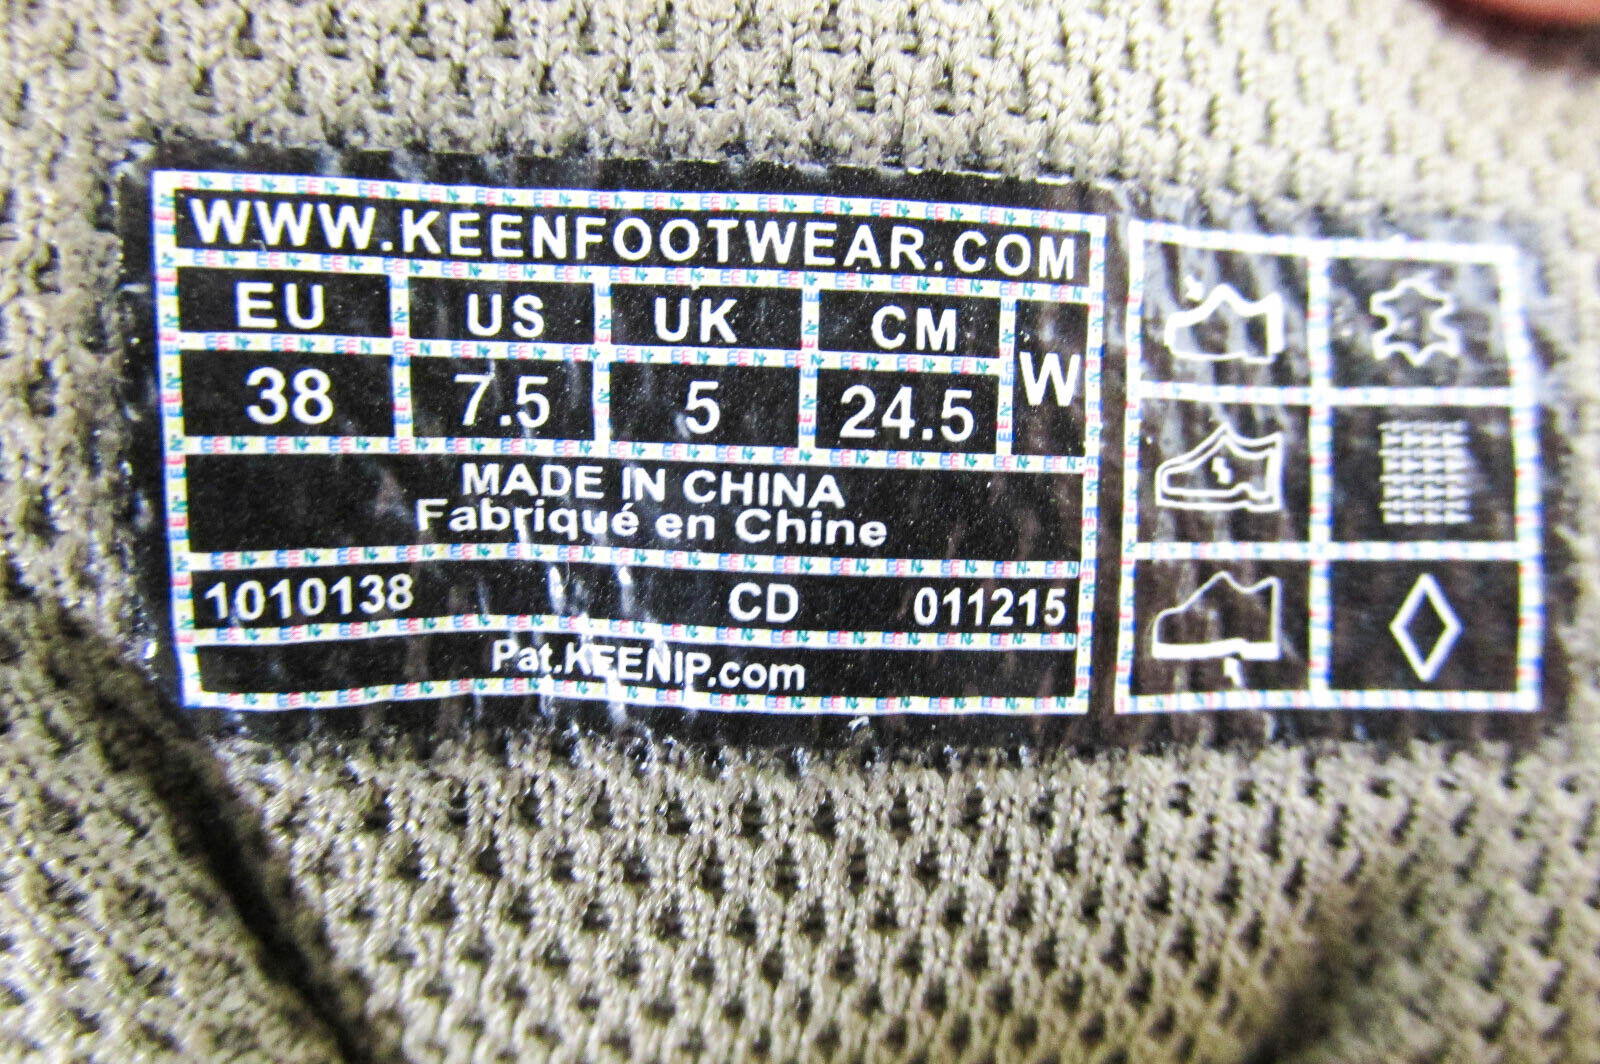 WWW.KEENFOOTWEAR.COM
EU US UK CM W
38 7.5 5 24.5
MADE IN CHINA
Fabriqué en Chine
1010138 CD 011215
Pat.KEENIP.com